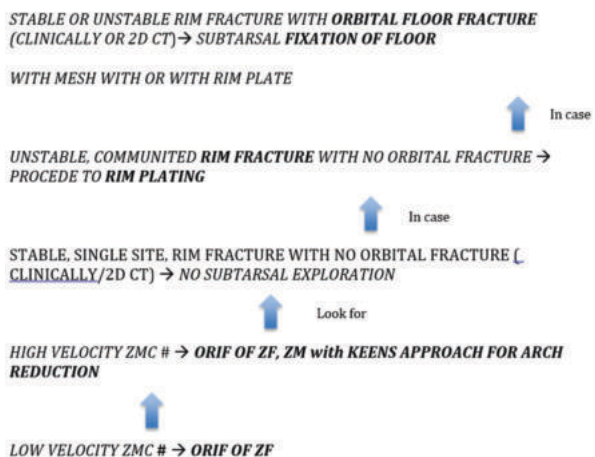 STABLE OR UNSTABLE RIM FRACTURE WITH ORBITAL FLOOR FRACTURE
(CLINICALLY OR 2D CT)→ SUBTARSAL FIXATION OF FLOOR
WITH MESH WITH OR WITH RIM PLATE
In case
UNSTABLE, COMMUNITED RIM FRACTURE WITH NO ORBITAL FRACTURE →
PROCEDE TO RIM PLATING
In case
STABLE, SINGLE SITE, RIM FRACTURE WITH NO ORBITAL FRACTURE (
CLINICALLY/2D CT) → NO SUBTARSAL EXPLORATION
Look for
HIGH VELOCITY ZMC # → ORIF OF ZF, ZM with KEENS APPROACH FOR ARCH
REDUCTION
LOW VELOCITY ZMC # → ORIF OF ZF